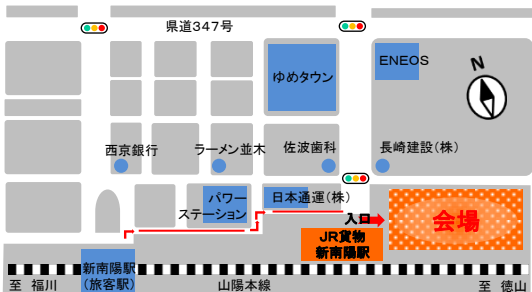 県道347号
ENEOS
N
ゆめタウン
西京銀行
ラーメン並木
佐波歯科
長崎建設(株)
パワー
ステーション
日本通運(株)
入口
会場
JR貨物
新南陽駅
新南陽駅
(旅客駅)
至 福川
山陽本線
至 徳山